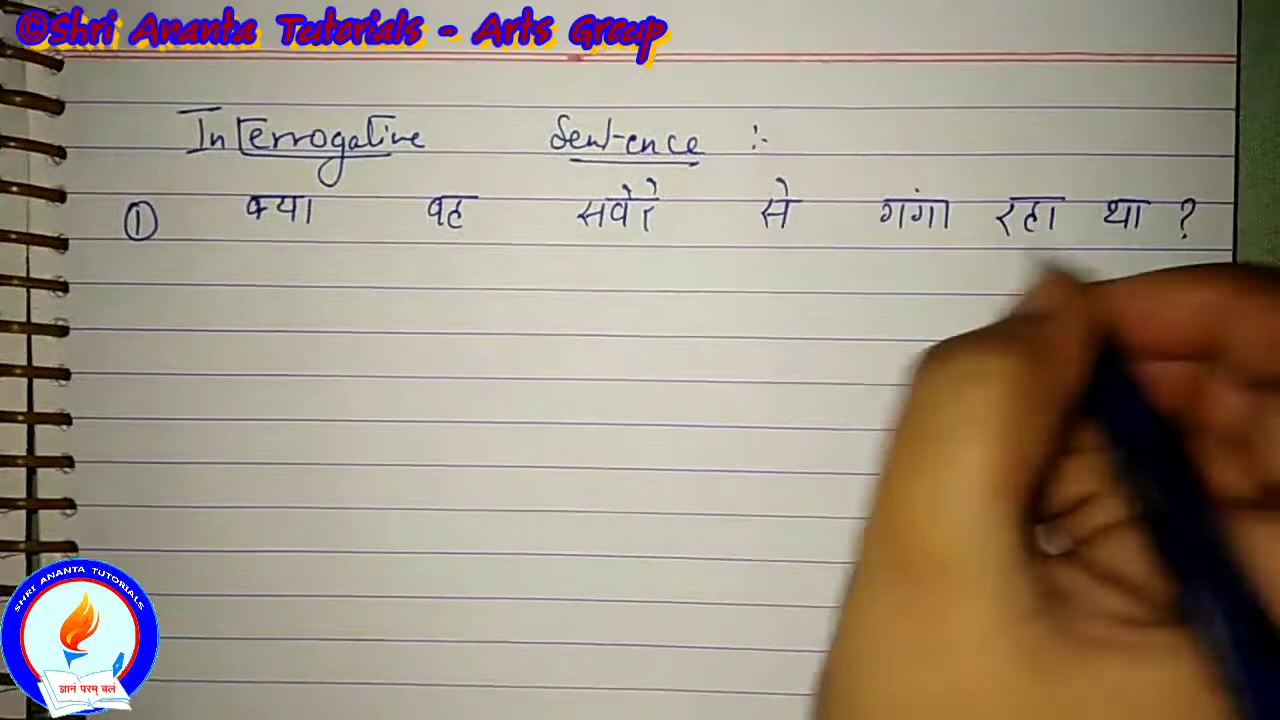 ©Shri Ananta Tutorials - Arts Group
Interrogative Sentence :-
① क्या वह सवेरे से गंगा रहा था ?
SHRI ANANTA TUTORIALS
ज्ञानं परम् बलं